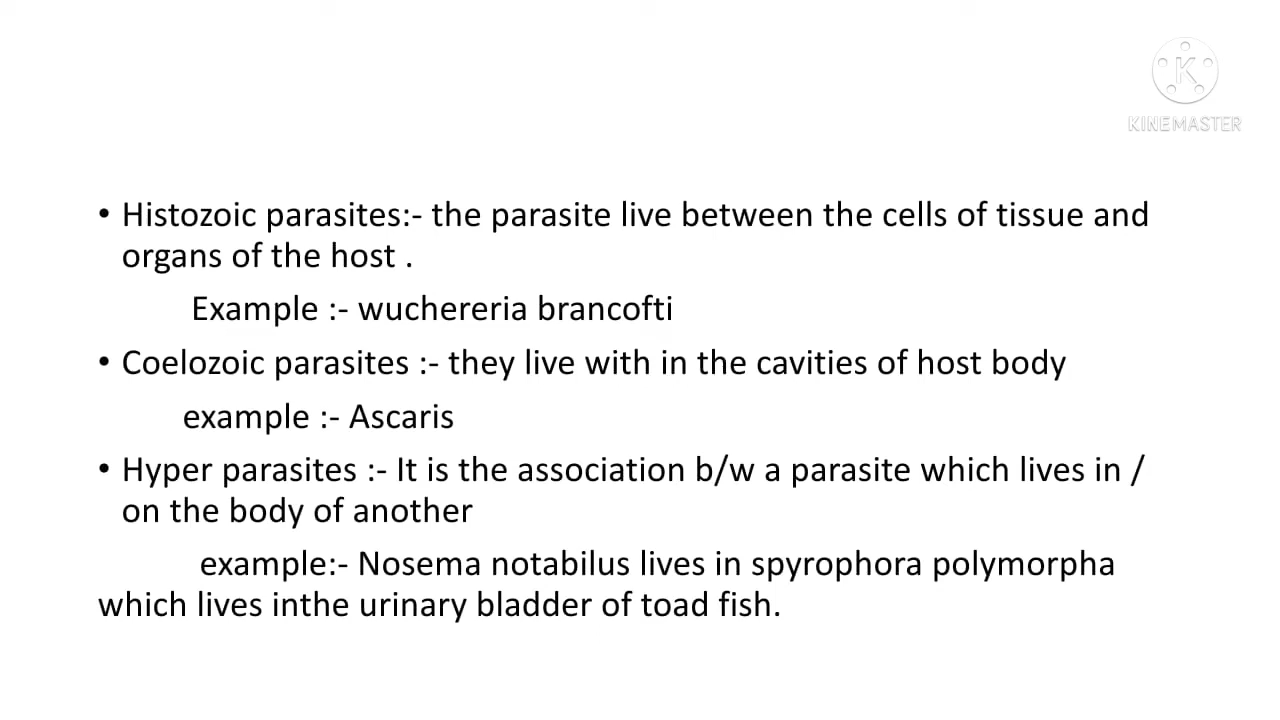 K
KINEMASTER
• Histozoic parasites:- the parasite live between the cells of tissue and
organs of the host .
Example :- wuchereria brancofti
• Coelozoic parasites :- they live with in the cavities of host body
example :- Ascaris
• Hyper parasites :- It is the association b/w a parasite which lives in /
on the body of another
example:- Nosema notabilus lives in spyrophora polymorpha
which lives inthe urinary bladder of toad fish.